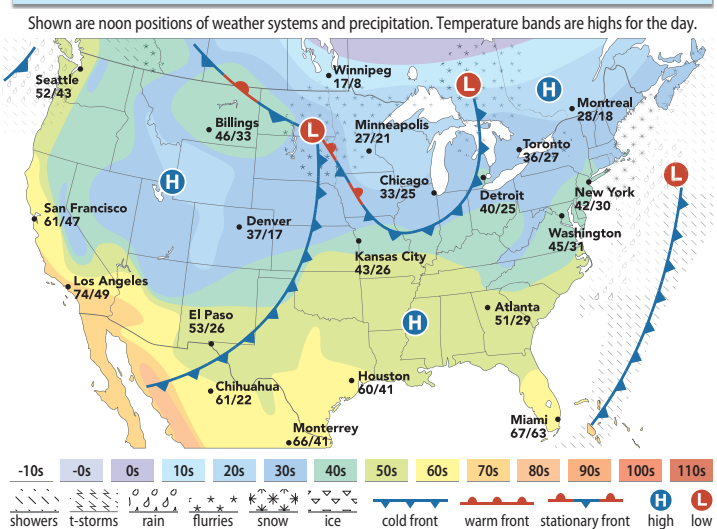 Shown are noon positions of weather systems and precipitation. Temperature bands are highs for the day.
Seattle
52/43
Winnipeg
17/8
L
H
Montreal
28/18
Billings
46/33
L
Minneapolis
27/21
Toronto
36/27
H
Chicago
33/25
Detroit
40/25
L
New York
42/30
San Francisco
61/47
Denver
37/17
Washington
45/31
Kansas City
43/26
Los Angeles
74/49
El Paso
53/26
H
Atlanta
51/29
Chihuahua
61/22
Houston
60/41
Miami
67/63
Monterrey
66/41
-10s -0s 0s 10s 20s 30s 40s 50s 60s 70s 80s 90s 100s 110s
H L
showers t-storms rain flurries snow ice cold front warm front stationary front high low